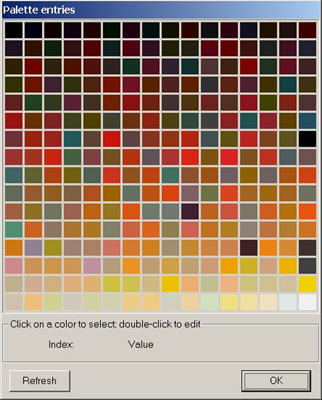 Palette entries
Click on a color to select; double-click to edit
Index: Value
Refresh OK